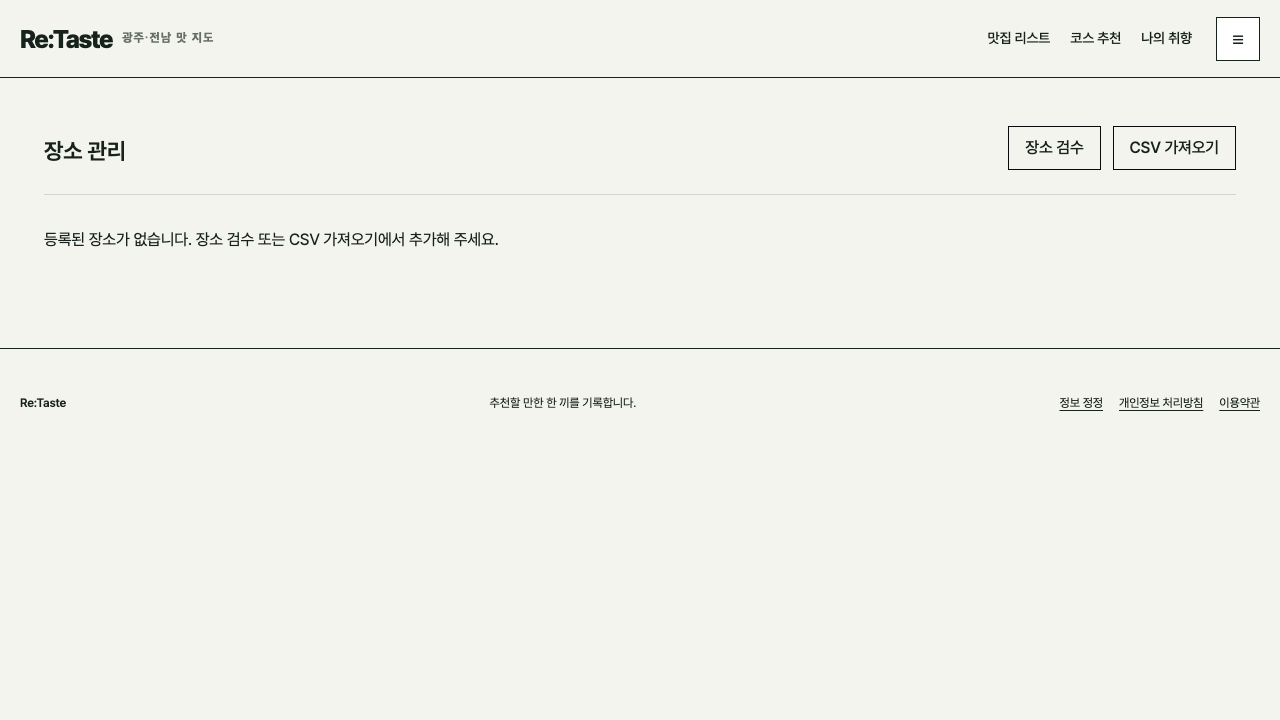 Re:Taste 광주·전남 맛 지도
맛집 리스트 코스 추천 나의 취향
장소 관리
장소 검수 CSV 가져오기
등록된 장소가 없습니다. 장소 검수 또는 CSV 가져오기에서 추가해 주세요.
Re:Taste 추천할 만한 한 끼를 기록합니다. 정보 정정 개인정보 처리방침 이용약관